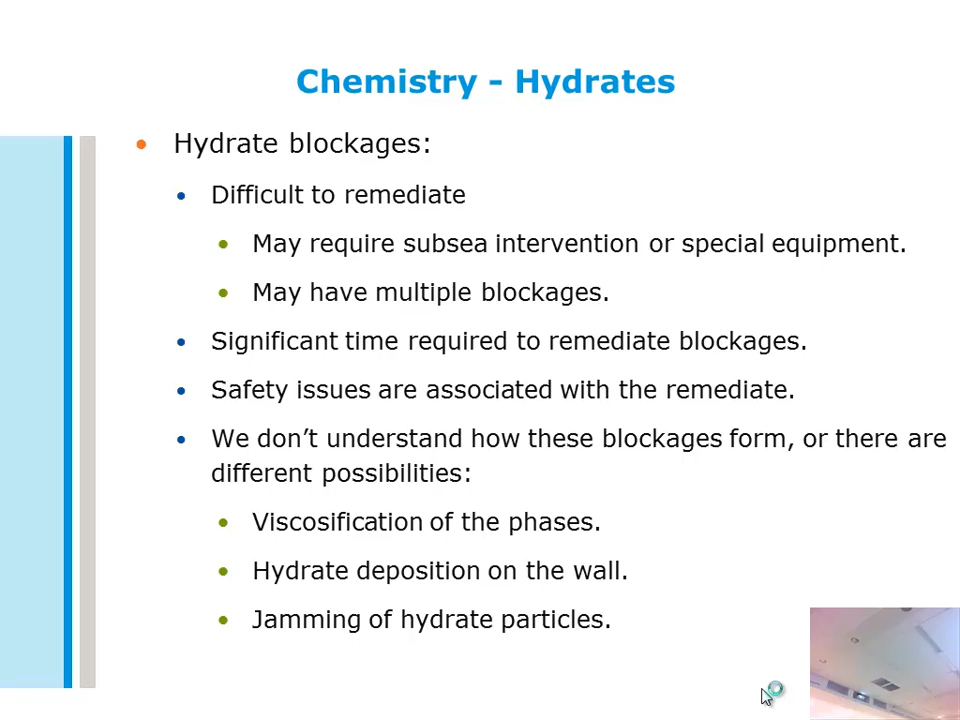 Chemistry - Hydrates
Hydrate blockages:
Difficult to remediate
May require subsea intervention or special equipment.
May have multiple blockages.
Significant time required to remediate blockages.
Safety issues are associated with the remediate.
We don’t understand how these blockages form, or there are
different possibilities:
Viscosification of the phases.
Hydrate deposition on the wall.
Jamming of hydrate particles.